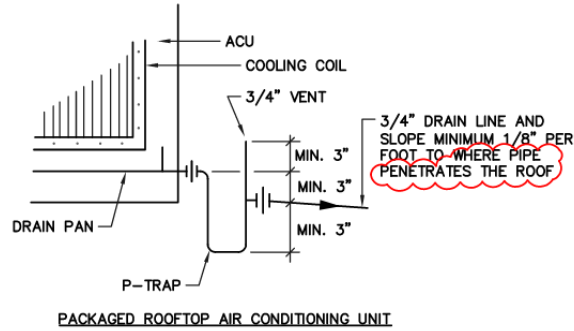 ACU
COOLING COIL
3/4" VENT
3/4" DRAIN LINE AND
SLOPE MINIMUM 1/8" PER
FOOT TO WHERE PIPE
PENETRATES THE ROOF
MIN. 3"
MIN. 3"
MIN. 3"
DRAIN PAN
P-TRAP
PACKAGED ROOFTOP AIR CONDITIONING UNIT